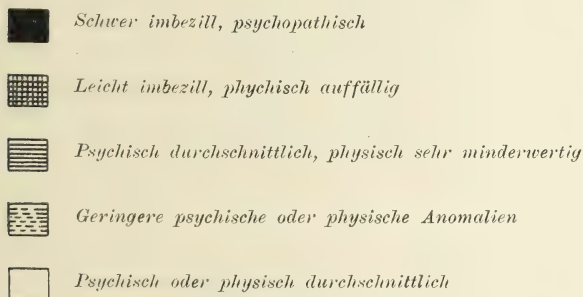 Schwer imbezill, psychopathisch
Leicht imbezill, phychisch auffällig
Psychisch durchschnittlich, physisch sehr minderwertig
Geringere psychische oder physische Anomalien
Psychisch oder physisch durchschnittlich